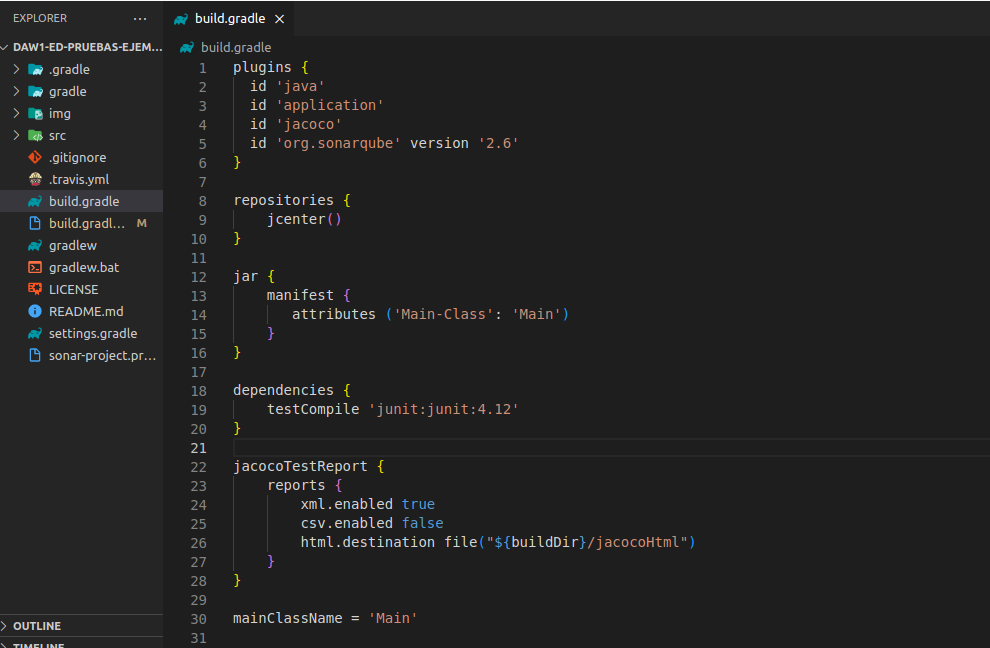 EXPLORER
···
DAW1-ED-PRUEBAS-EJEM...
.gradle
gradle
img
src
.gitignore
.travis.yml
build.gradle
build.gradl... M
gradlew
gradlew.bat
LICENSE
README.md
settings.gradle
sonar-project.pr...
OUTLINE
TIMELINE
build.gradle ×
build.gradle
1 plugins {
2 id 'java'
3 id 'application'
4 id 'jacoco'
5 id 'org.sonarqube' version '2.6'
6 }
7
8 repositories {
9 jcenter()
10 }
11
12 jar {
13 manifest {
14 attributes ('Main-Class': 'Main')
15 }
16 }
17
18 dependencies {
19 testCompile 'junit:junit:4.12'
20 }
21
22 jacocoTestReport {
23 reports {
24 xml.enabled true
25 csv.enabled false
26 html.destination file("${buildDir}/jacocoHtml")
27 }
28 }
29
30 mainClassName = 'Main'
31